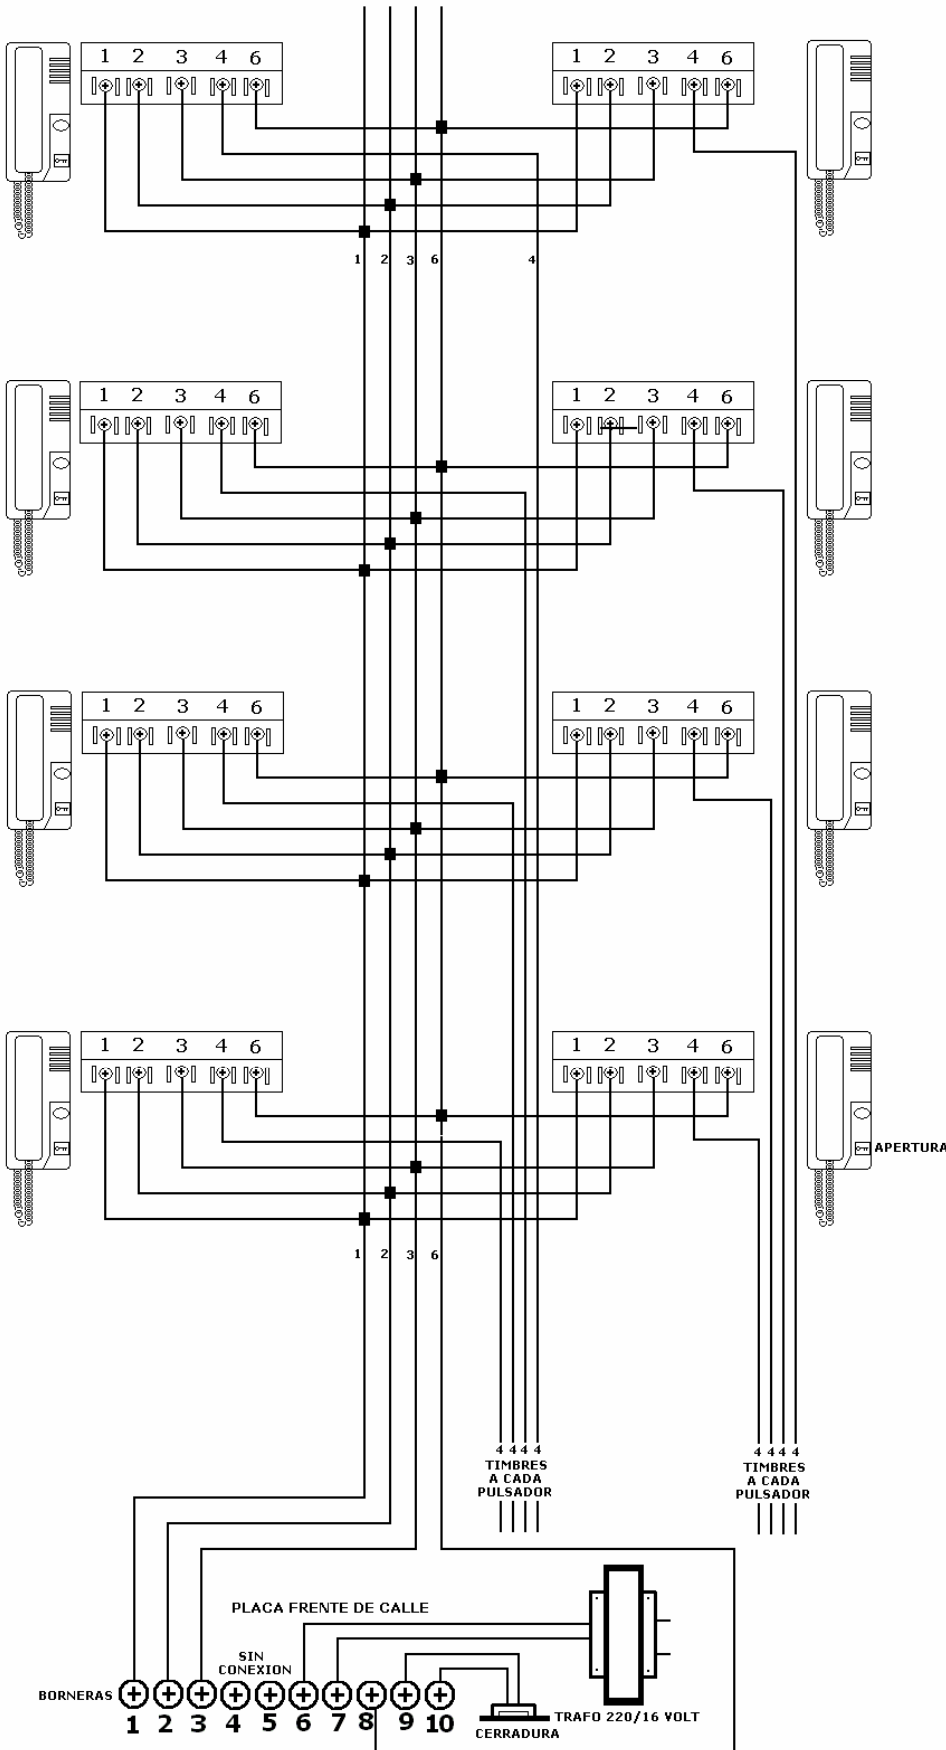 1 2 3 4 6
1 2 3 4 6
1 2 3 6 4
1 2 3 4 6
1 2 3 4 6
1 2 3 4 6
1 2 3 4 6
1 2 3 4 6
1 2 3 4 6
APERTURA
1 2 3 6
4 4 4 4
TIMBRES
A CADA
PULSADOR
4 4 4 4
TIMBRES
A CADA
PULSADOR
PLACA FRENTE DE CALLE
SIN
CONEXION
BORNERAS
1 2 3 4 5 6 7 8 9 10
CERRADURA
TRAFO 220/16 VOLT